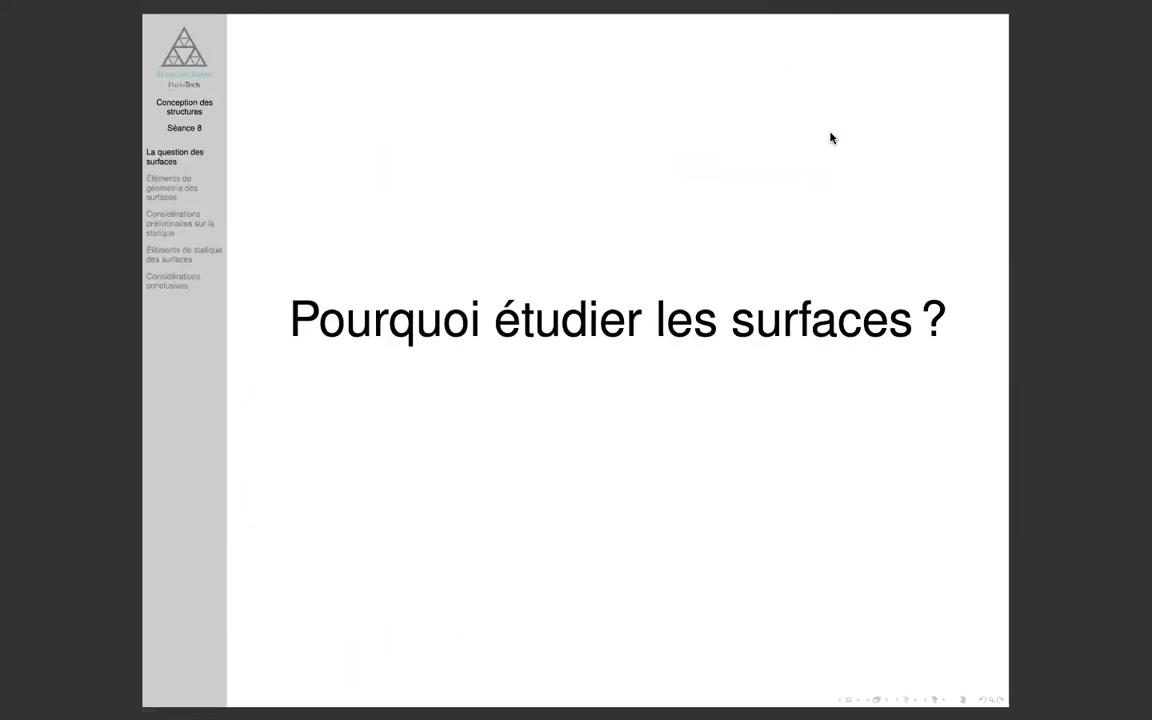 ParisTech
Conception des
structures
Séance 8
La question des
surfaces
Éléments de
géométrie des
surfaces
Considérations
préliminaires sur la
statique
Éléments de statique
des surfaces
Considérations
conclusives
Pourquoi étudier les surfaces ?